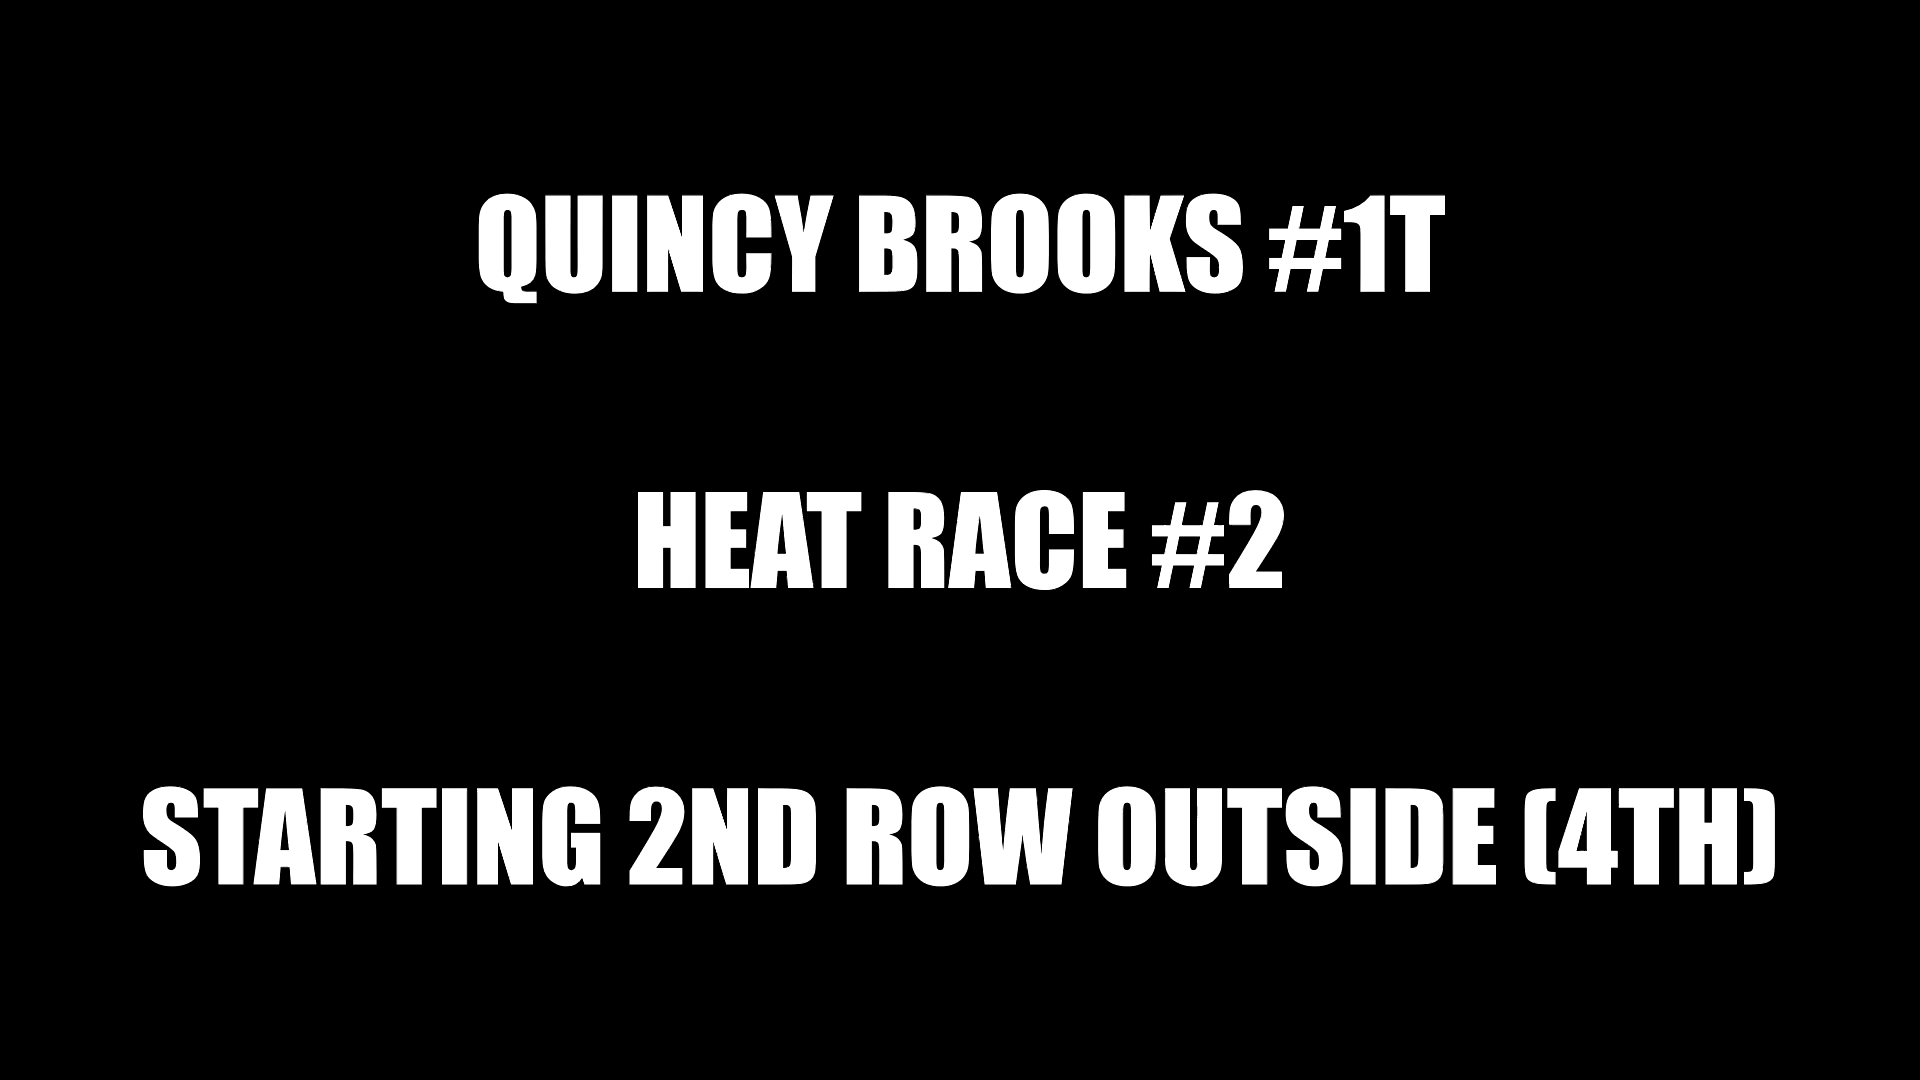 QUINCY BROOKS #1T
HEAT RACE #2
STARTING 2ND ROW OUTSIDE (4TH)